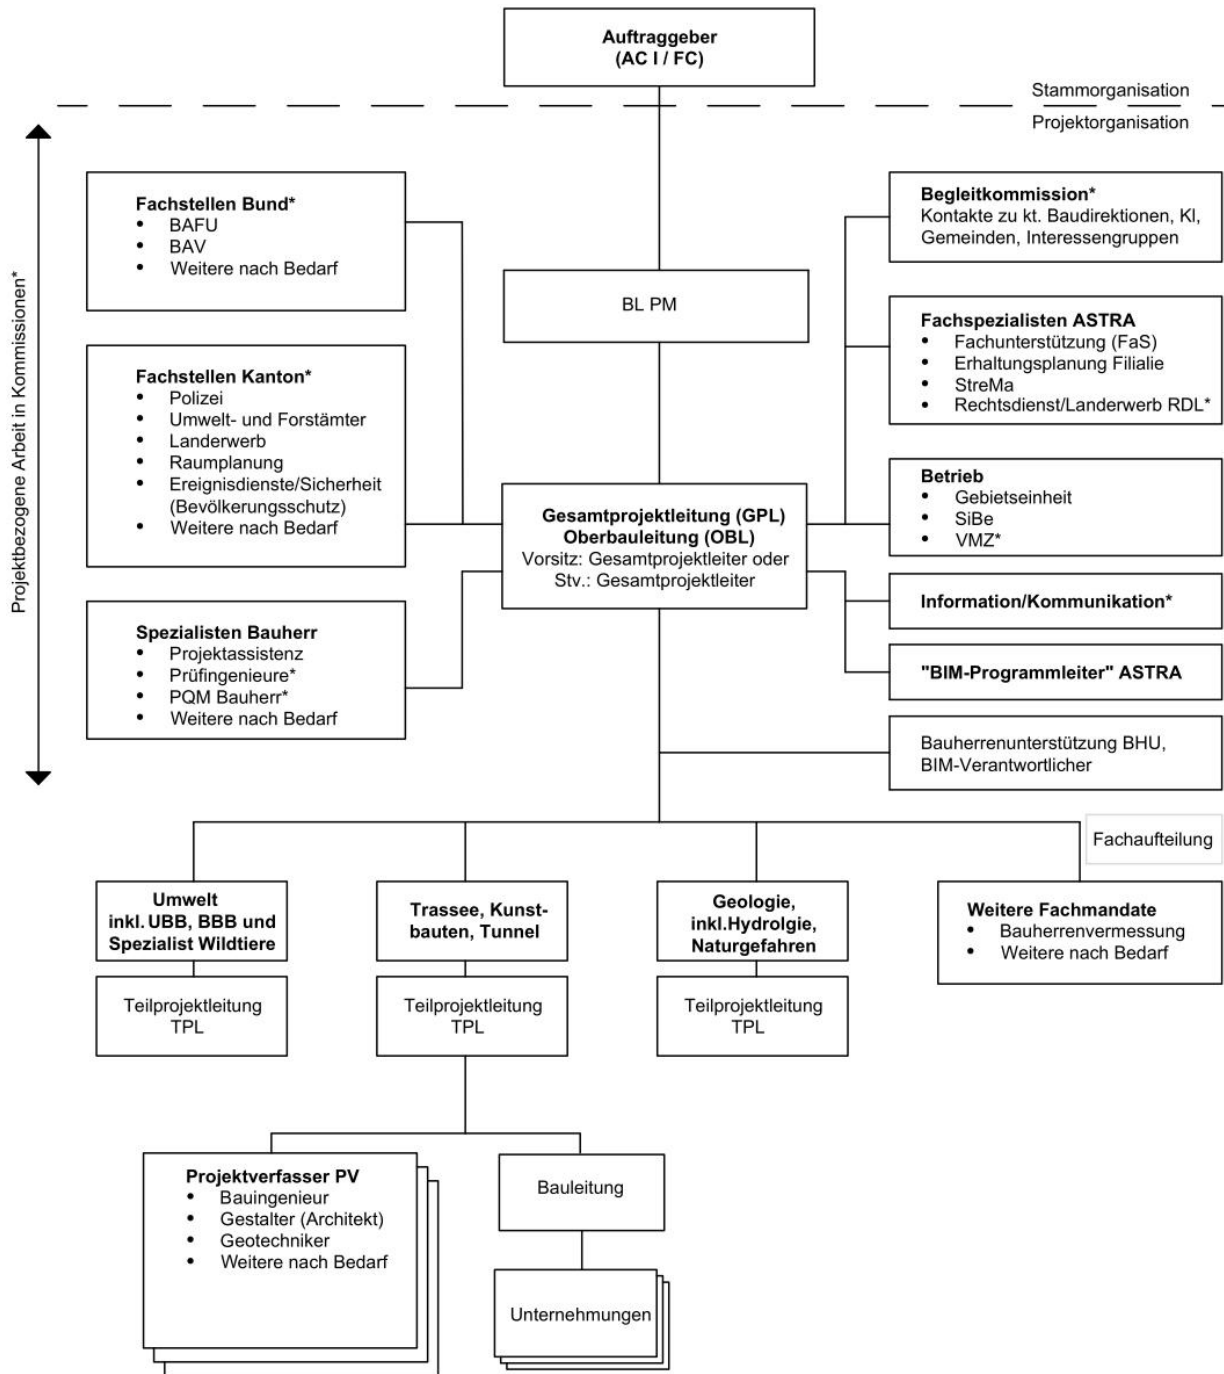 Auftraggeber
(AC I / FC)
Stammorganisation
Projektorganisation
Projektbezogene Arbeit in Kommissionen*
Fachstellen Bund*
• BAFU
• BAV
• Weitere nach Bedarf
Begleitkommission*
Kontakte zu kt. Baudirektionen, KI,
Gemeinden, Interessengruppen
BL PM
Fachspezialisten ASTRA
• Fachunterstützung (FaS)
• Erhaltungsplanung Filialie
• StreMa
• Rechtsdienst/Landerwerb RDL*
Fachstellen Kanton*
• Polizei
• Umwelt- und Forstämter
• Landerwerb
• Raumplanung
• Ereignisdienste/Sicherheit
(Bevölkerungsschutz)
• Weitere nach Bedarf
Betrieb
• Gebietseinheit
• SiBe
• VMZ*
Gesamtprojektleitung (GPL)
Oberbauleitung (OBL)
Vorsitz: Gesamtprojektleiter oder
Stv.: Gesamtprojektleiter
Information/Kommunikation*
Spezialisten Bauherr
• Projektassistenz
• Prüfingenieure*
• PQM Bauherr*
• Weitere nach Bedarf
"BIM-Programmleiter" ASTRA
Bauherrenunterstützung BHU,
BIM-Verantwortlicher
Fachaufteilung
Umwelt
inkl. UBB, BBB und
Spezialist Wildtiere
Trassee, Kunst-
bauten, Tunnel
Geologie,
inkl.Hydrolgie,
Naturgefahren
Weitere Fachmandate
• Bauherrenvermessung
• Weitere nach Bedarf
Teilprojektleitung
TPL
Teilprojektleitung
TPL
Teilprojektleitung
TPL
Projektverfasser PV
• Bauingenieur
• Gestalter (Architekt)
• Geotechniker
• Weitere nach Bedarf
Bauleitung
Unternehmungen